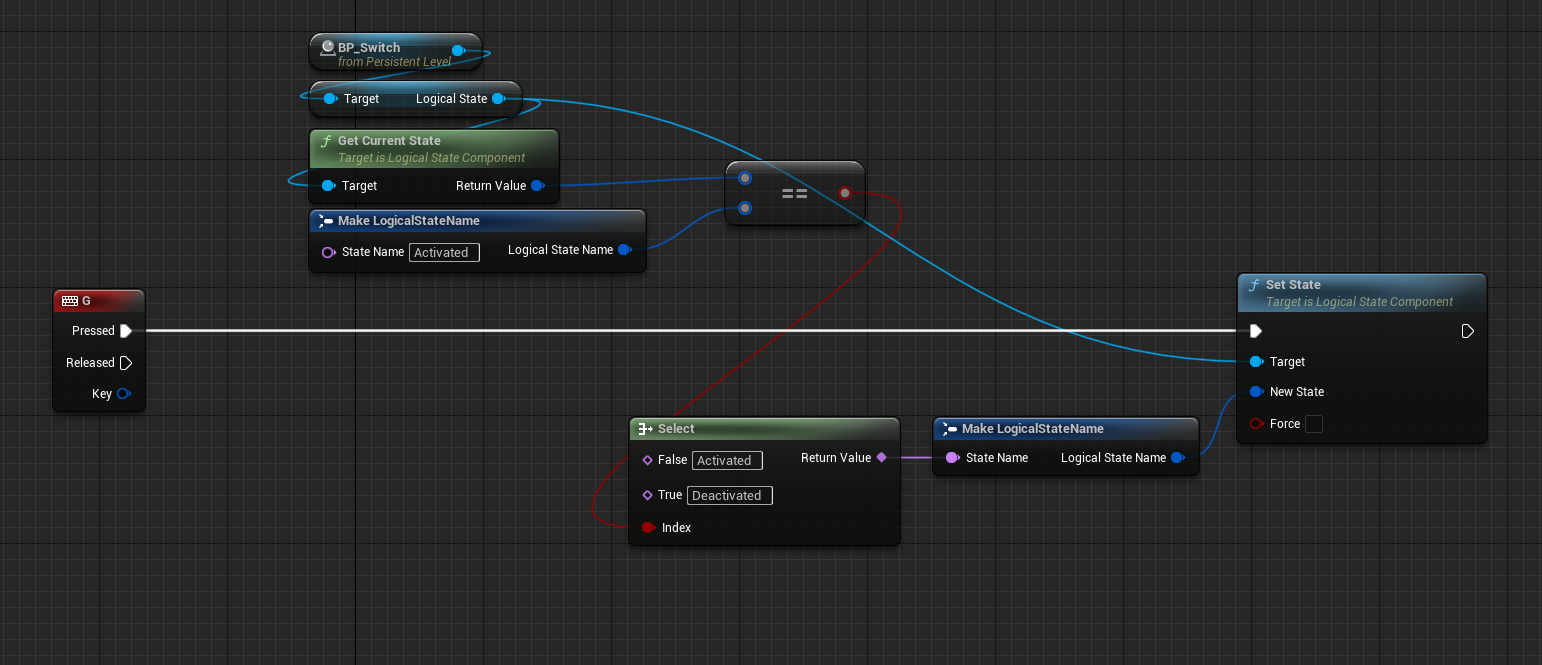 BP_Switch
from Persistent Level
Target Logical State
f Get Current State
Target is Logical State Component
Target Return Value
Make LogicalStateName
State Name Activated Logical State Name
==
G
Pressed
Released
Key
f Set State
Target is Logical State Component
Target
New State
Force
Select
False Activated Return Value
True Deactivated
Index
Make LogicalStateName
State Name Logical State Name